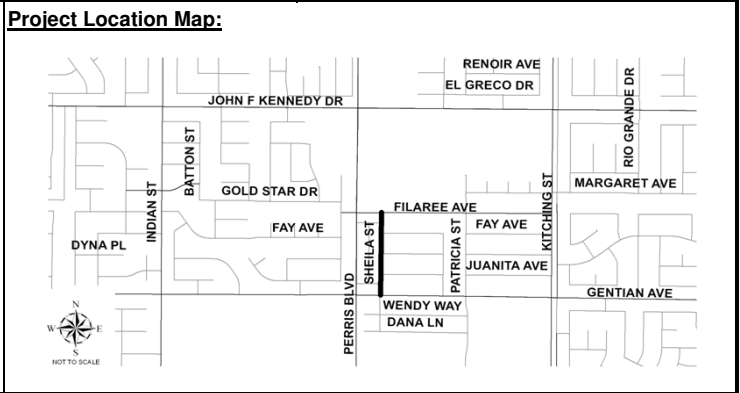 Project Location Map:
RENOIR AVE
EL GRECO DR
JOHN F KENNEDY DR
RIO GRANDE DR
BATTON ST
MARGARET AVE
GOLD STAR DR
KITCHING ST
INDIAN ST
FILAREE AVE
FAY AVE
FAY AVE
SHEILA ST
PATRICIA ST
DYNA PL
JUANITA AVE
PERRIS BLVD
GENTIAN AVE
WENDY WAY
DANA LN
N
W E
S
NOT TO SCALE